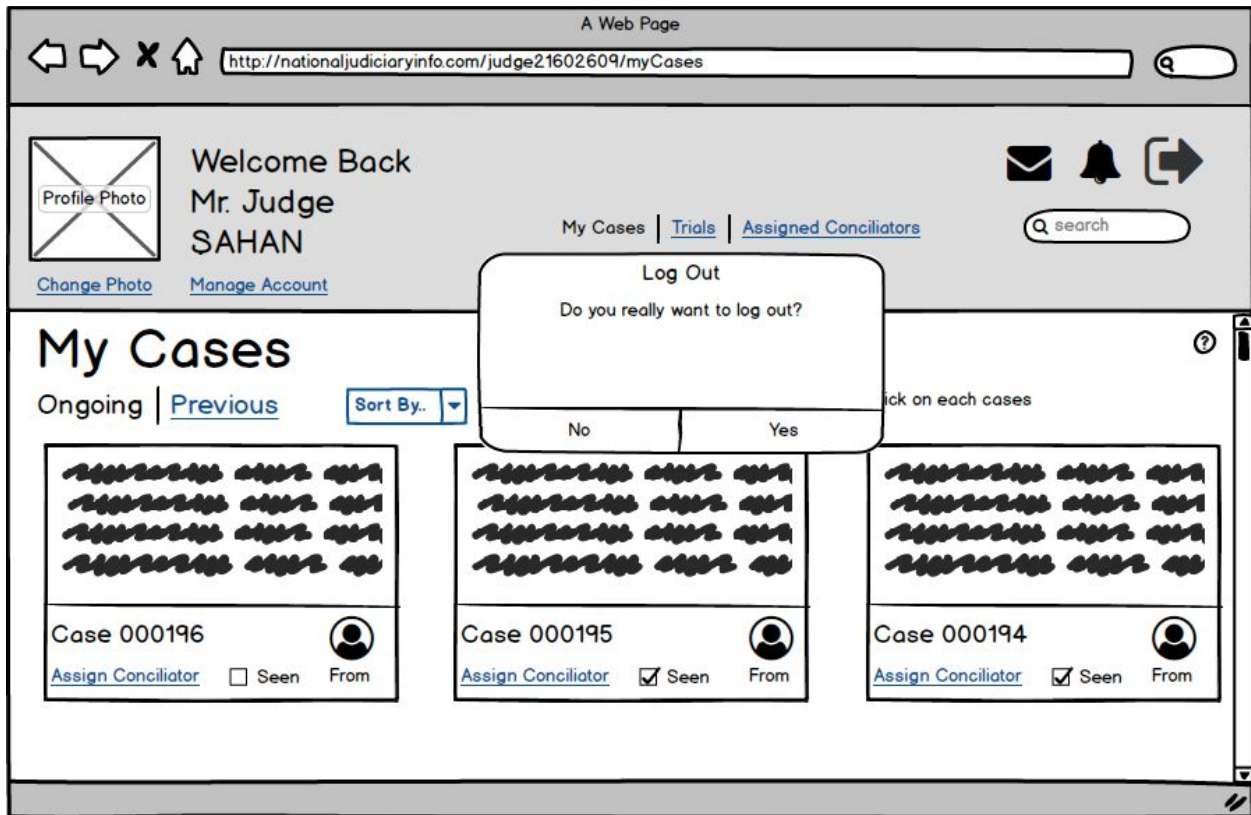 A Web Page
http://nationaljudiciaryinfo.com/judge21602609/myCases
Profile Photo
Welcome Back
Mr. Judge
SAHAN
Change Photo
Manage Account
My Cases | Trials | Assigned Conciliators
search
Log Out
Do you really want to log out?
No
Yes
My Cases
?
Ongoing | Previous
Sort By..
ick on each cases
Case 000196
Assign Conciliator
Seen
From
Case 000195
Assign Conciliator
Seen
From
Case 000194
Assign Conciliator
Seen
From